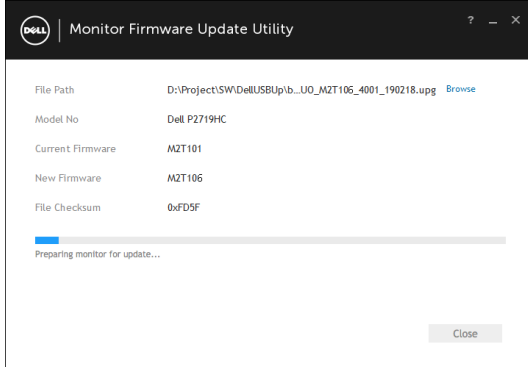 DELL Monitor Firmware Update Utility ? _ ×
File Path D:\Project\SW\DellUSBUp\b...UO_M2T106_4001_190218.upg Browse
Model No Dell P2719HC
Current Firmware M2T101
New Firmware M2T106
File Checksum 0xFD5F
Preparing monitor for update...
Close